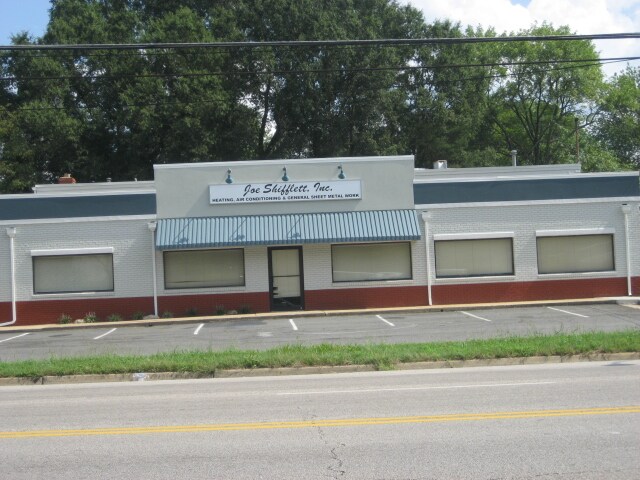 Joe Shifflett, Inc.
HEATING, AIR CONDITIONING & GENERAL SHEET METAL WORK